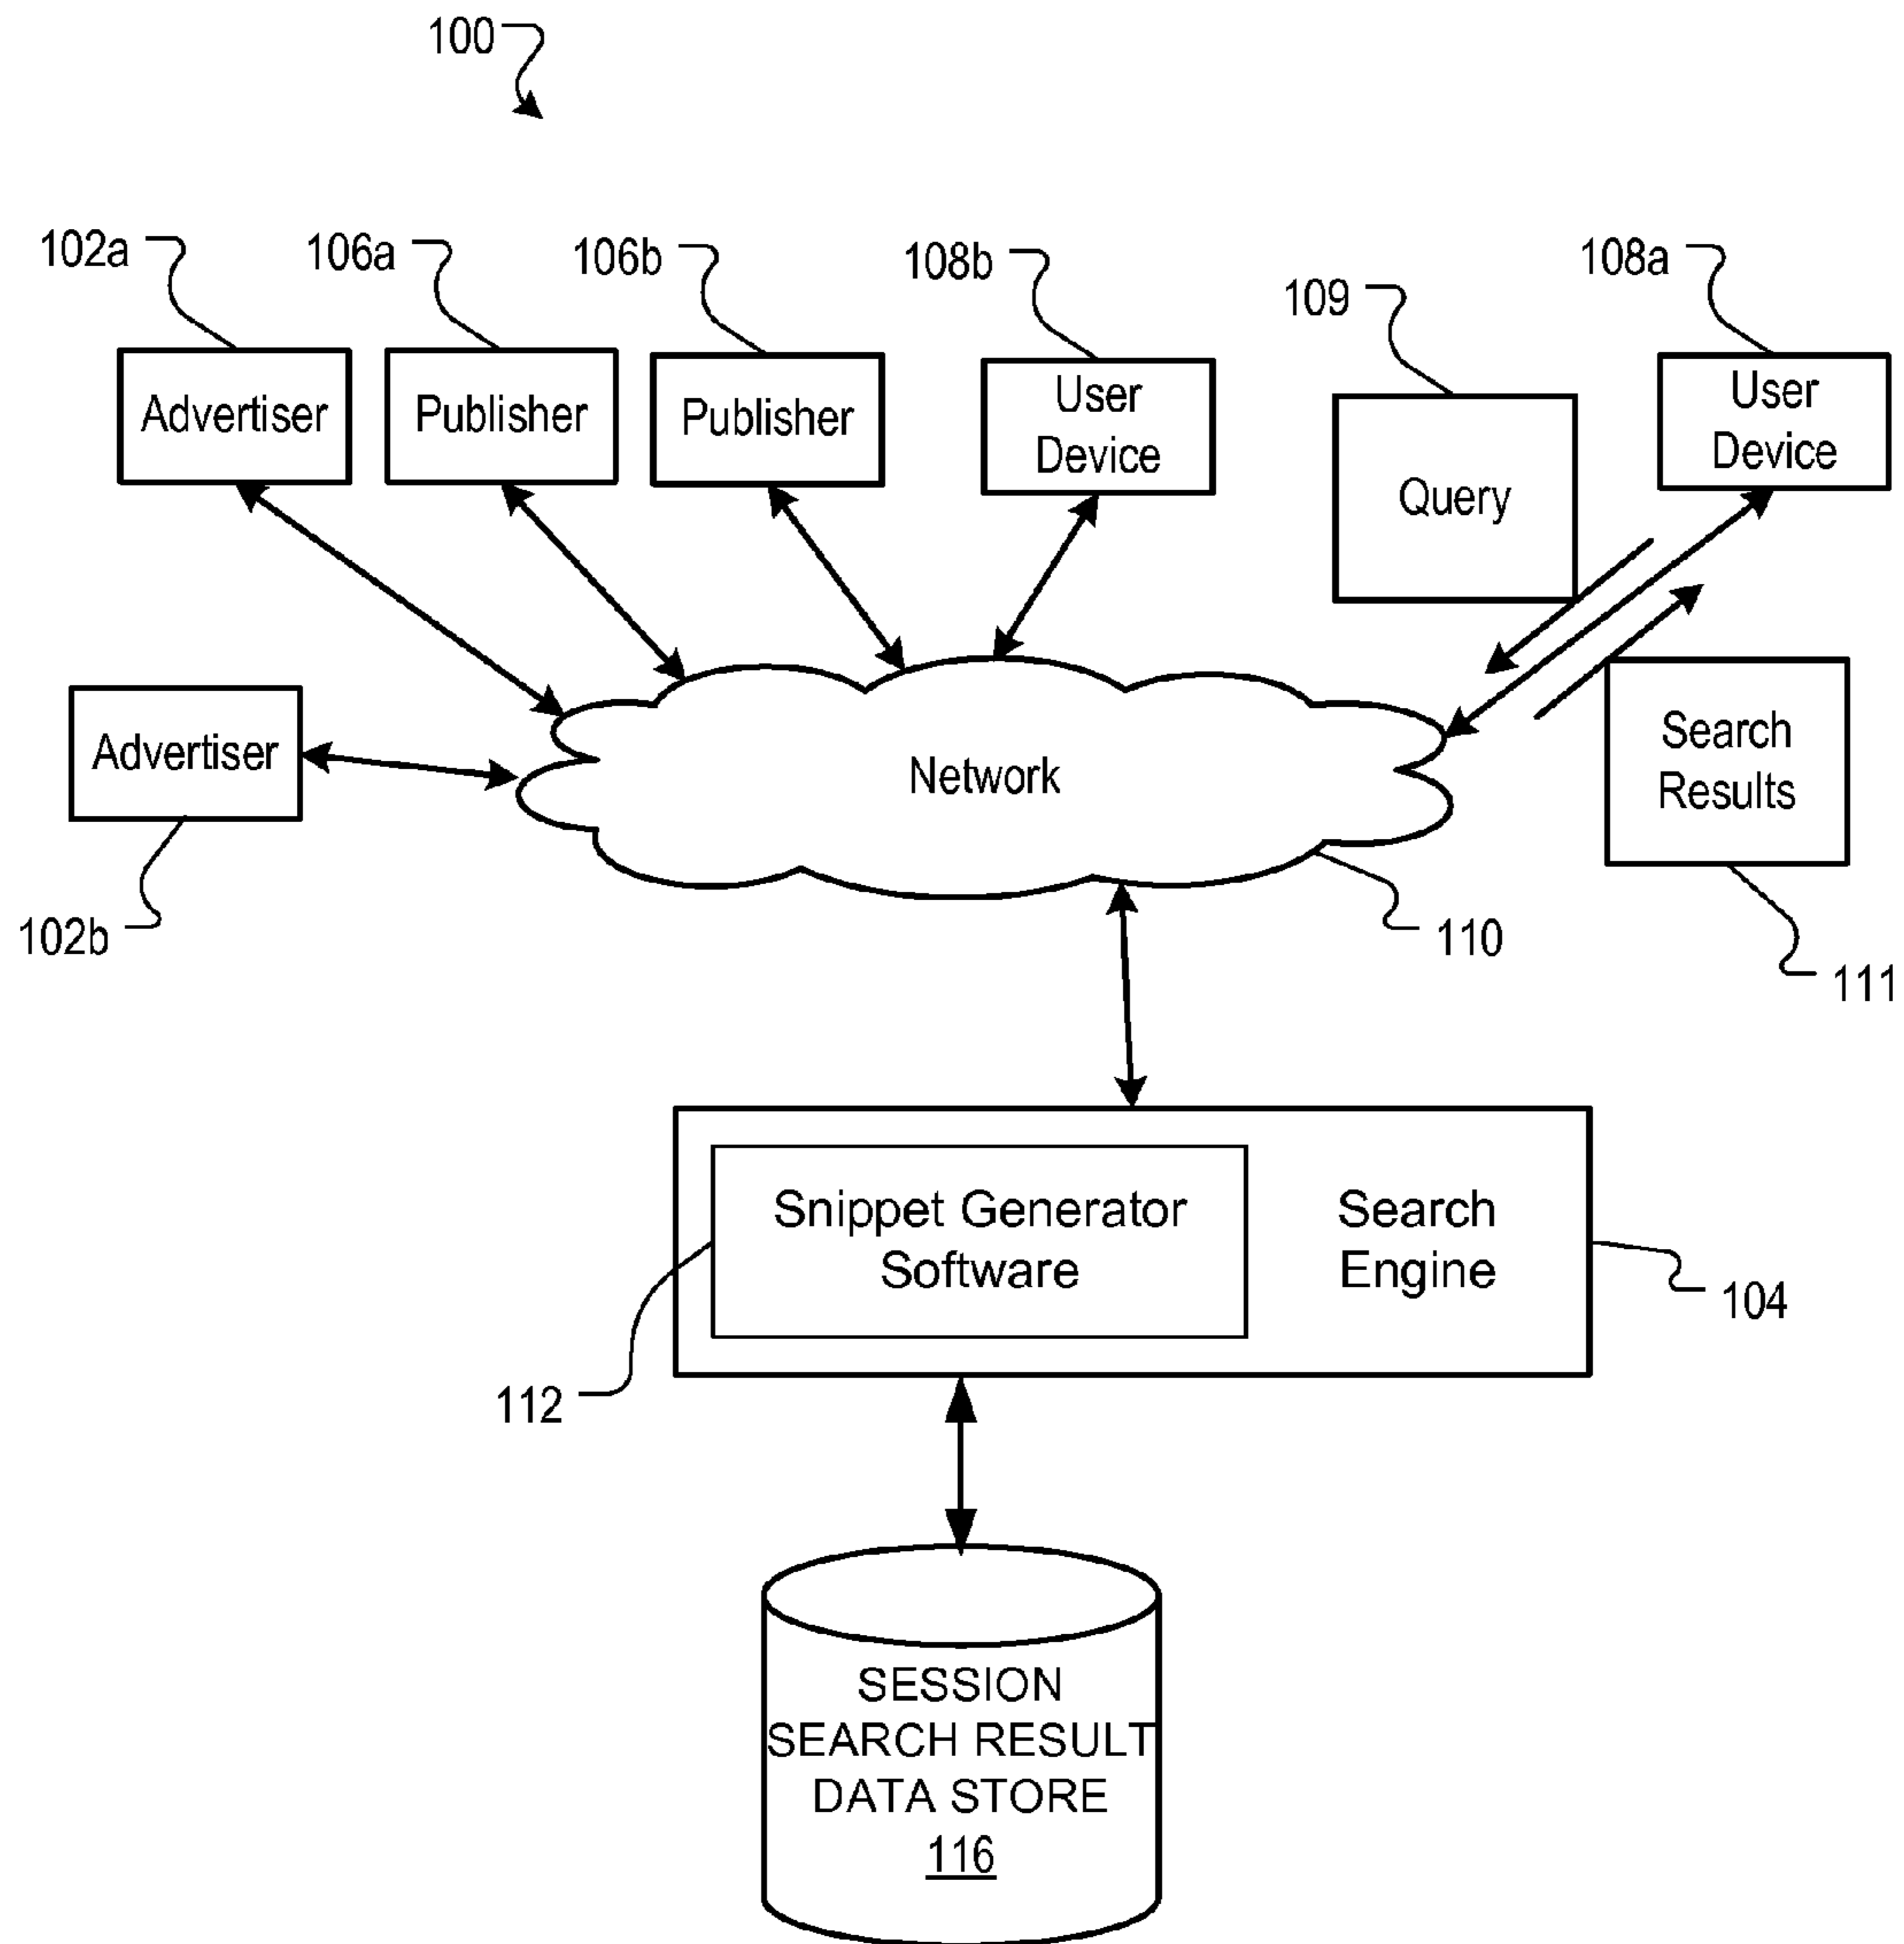 100
102a
106a
106b
108b
109
108a
Advertiser
Publisher
Publisher
User
Device
Query
User
Device
Advertiser
Network
Search
Results
102b
110
111
Snippet Generator
Software
Search
Engine
104
112
SESSION
SEARCH RESULT
DATA STORE
116